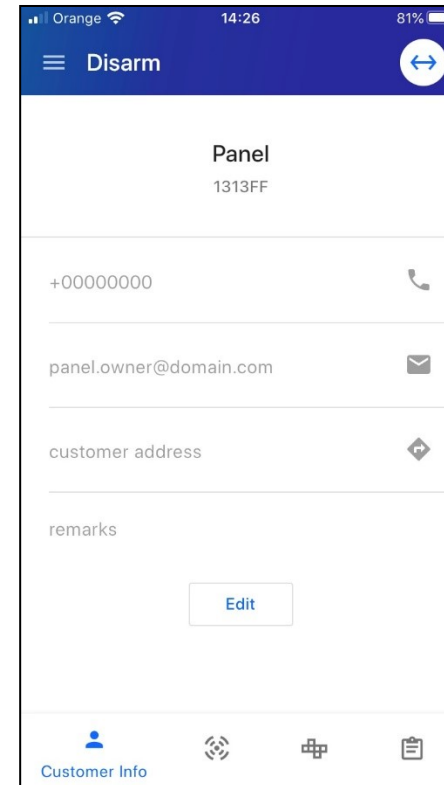 Orange 14:26 81%
Disarm
Panel
1313FF
+00000000
panel.owner@domain.com
customer address
remarks
Edit
Customer Info